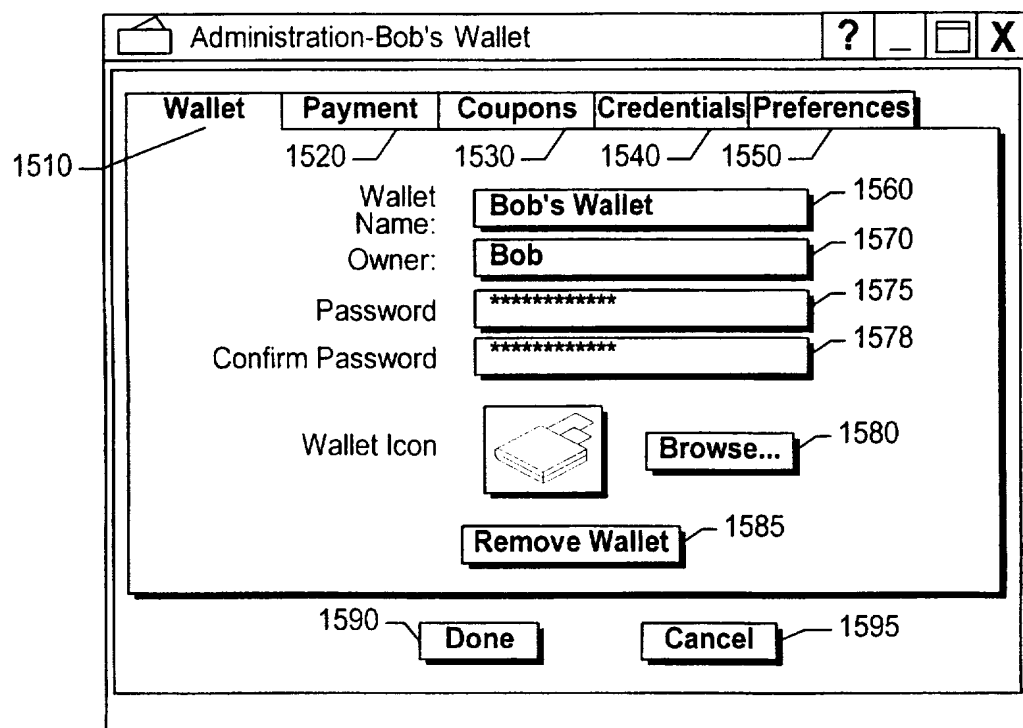 Administration-Bob's Wallet ? _ X
Wallet Payment Coupons Credentials Preferences
1510 1520 1530 1540 1550
Wallet Name: Bob's Wallet 1560
Owner: Bob 1570
Password ************ 1575
Confirm Password ************ 1578
Wallet Icon Browse... 1580
Remove Wallet 1585
1590 Done Cancel 1595